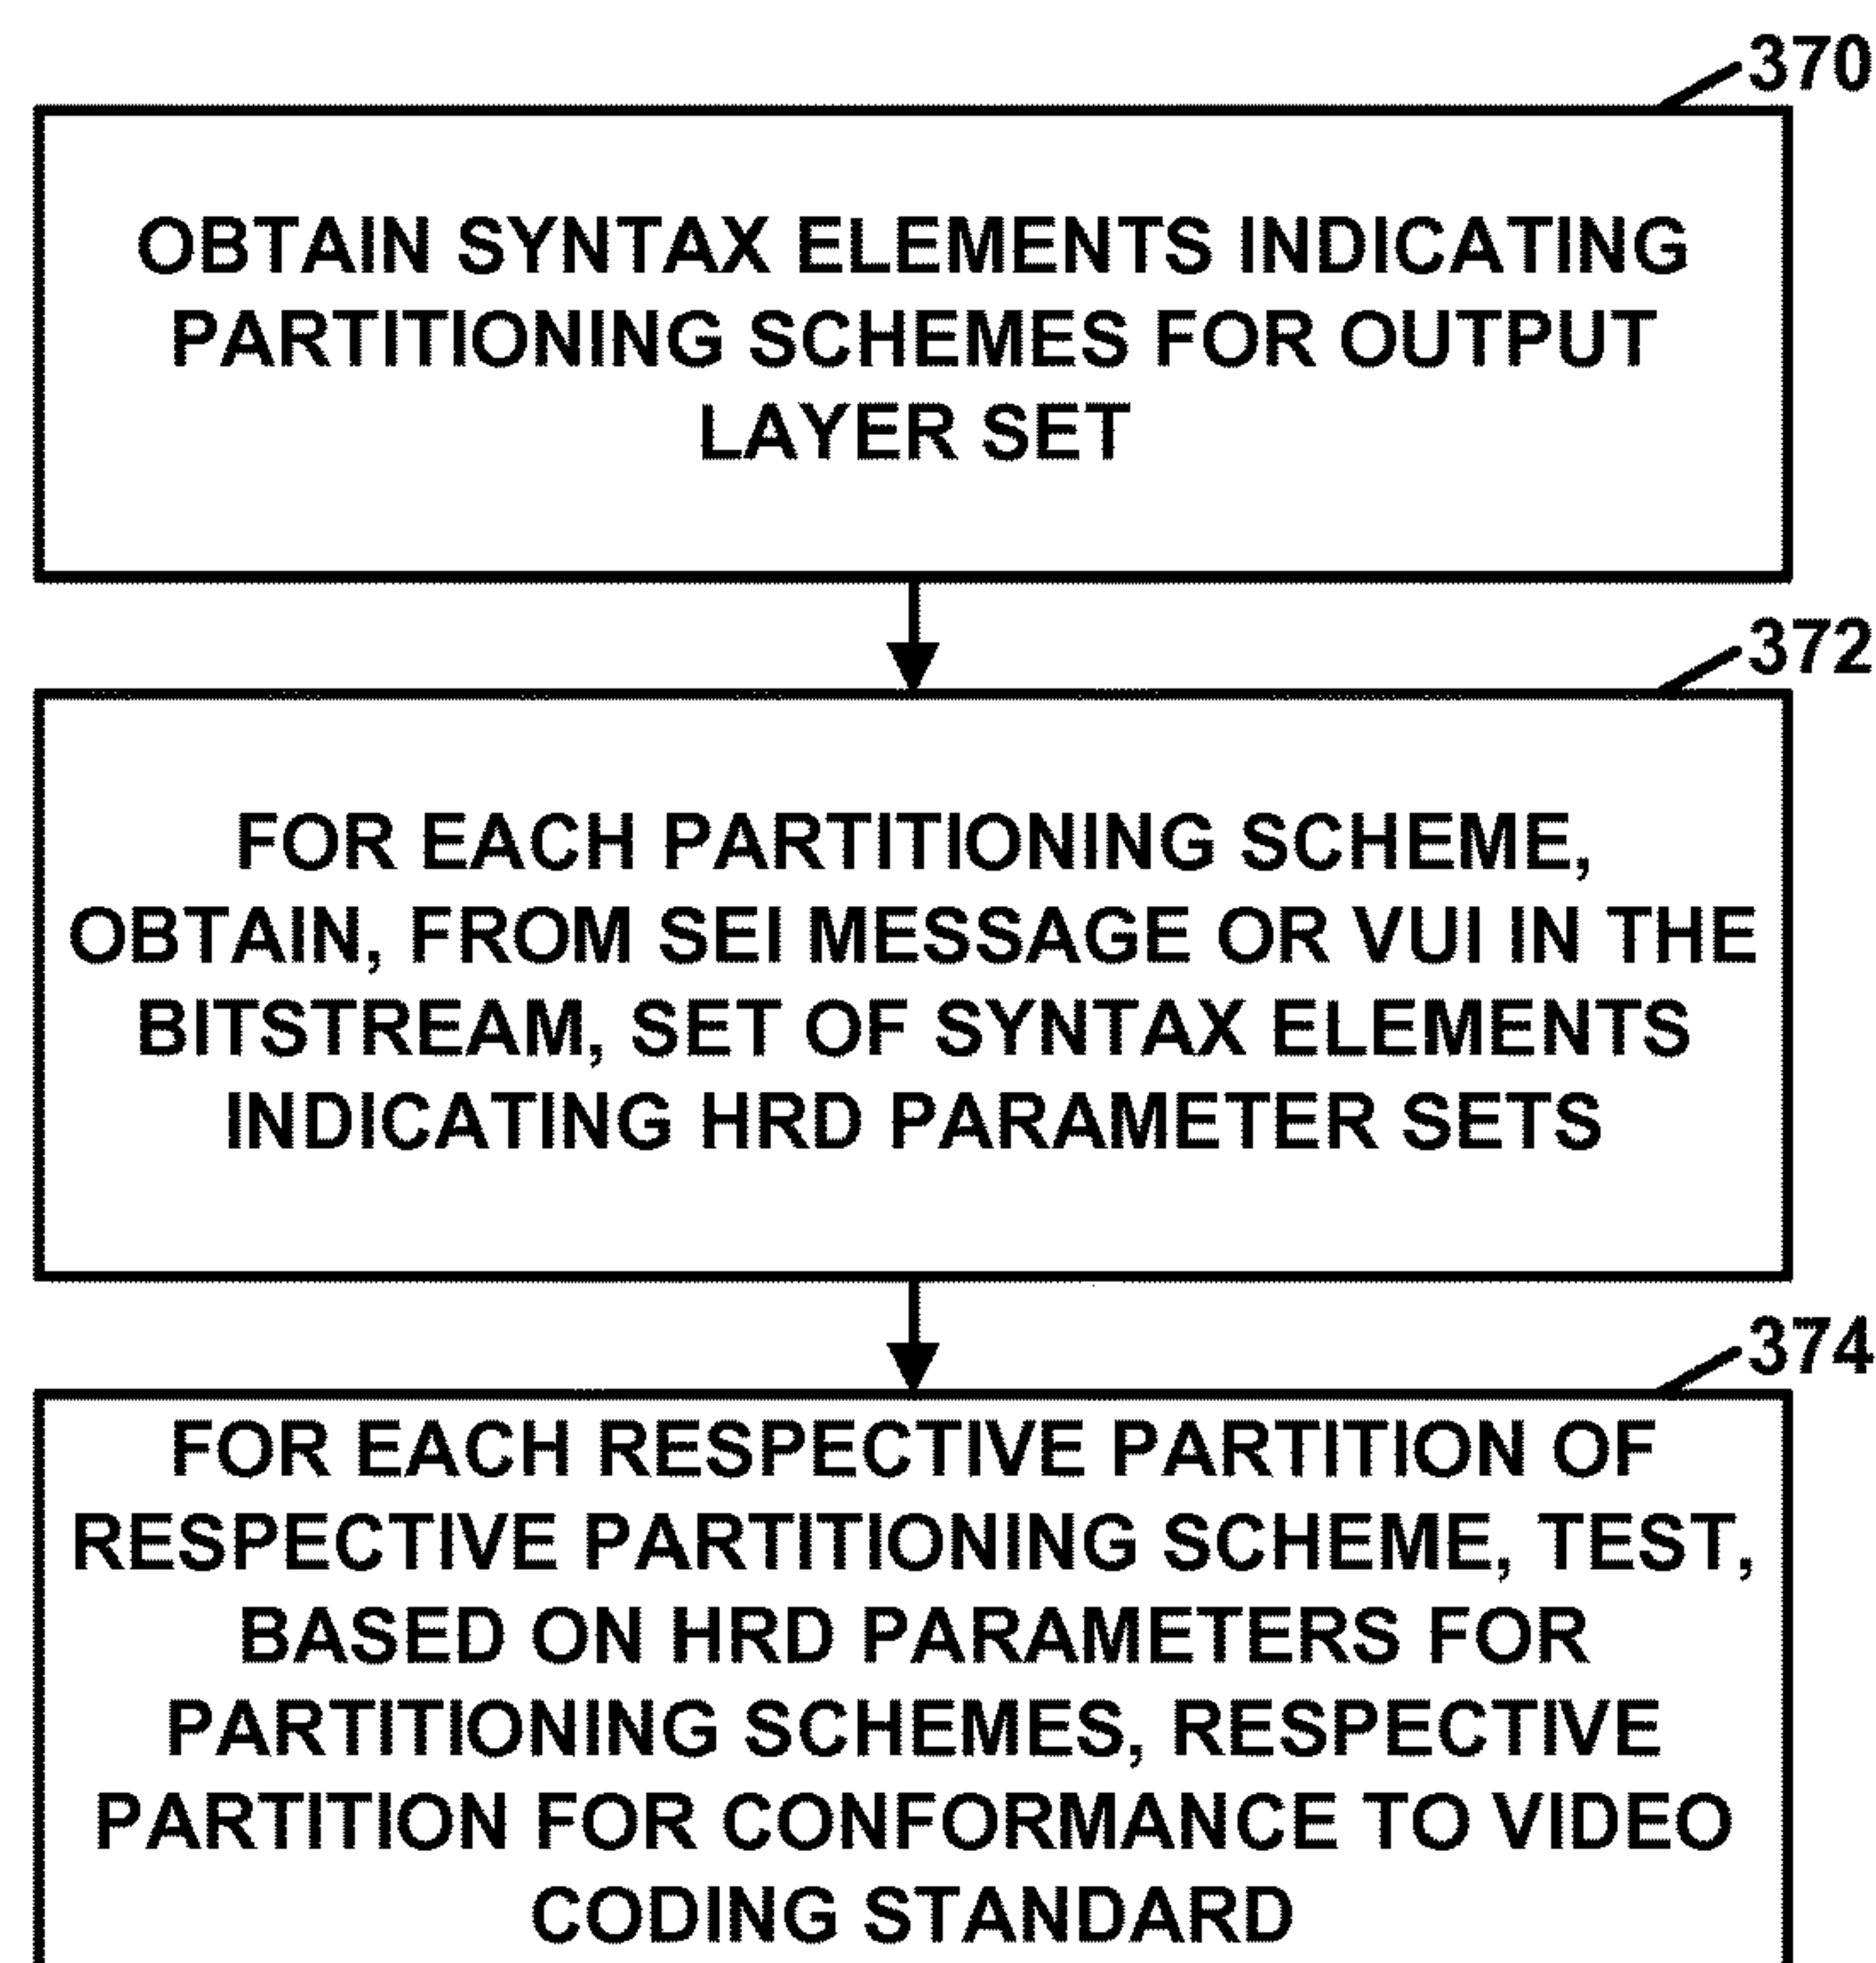 370
OBTAIN SYNTAX ELEMENTS INDICATING
PARTITIONING SCHEMES FOR OUTPUT
LAYER SET
372
FOR EACH PARTITIONING SCHEME,
OBTAIN, FROM SEI MESSAGE OR VUI IN THE
BITSTREAM, SET OF SYNTAX ELEMENTS
INDICATING HRD PARAMETER SETS
374
FOR EACH RESPECTIVE PARTITION OF
RESPECTIVE PARTITIONING SCHEME, TEST,
BASED ON HRD PARAMETERS FOR
PARTITIONING SCHEMES, RESPECTIVE
PARTITION FOR CONFORMANCE TO VIDEO
CODING STANDARD